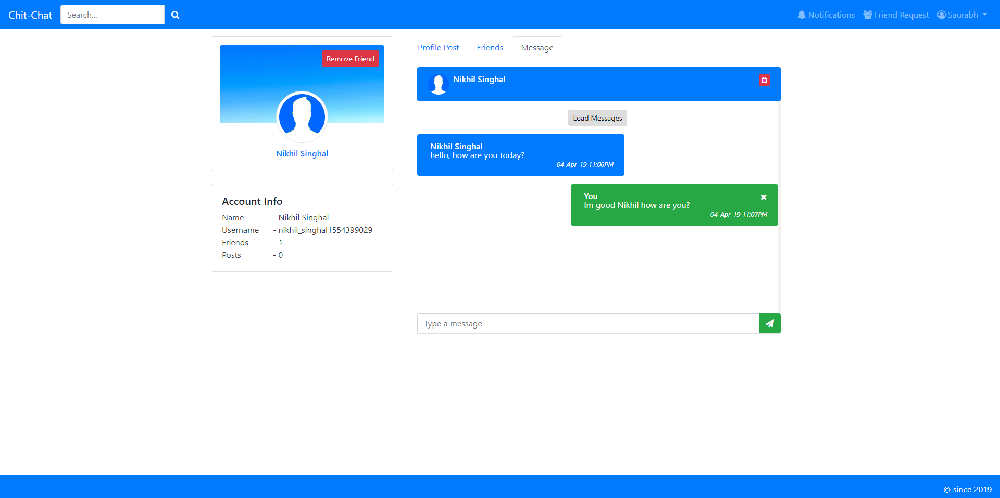 Chit-Chat
Search...
Notifications
Friend Request
Saurabh
Remove Friend
Nikhil Singhal
Account Info
Name - Nikhil Singhal
Username - nikhil_singhal1554399029
Friends - 1
Posts - 0
Profile Post
Friends
Message
Nikhil Singhal
Load Messages
Nikhil Singhal
hello, how are you today?
04-Apr-19 11:06PM
You
Im good Nikhil how are you?
04-Apr-19 11:07PM
Type a message
© since 2019